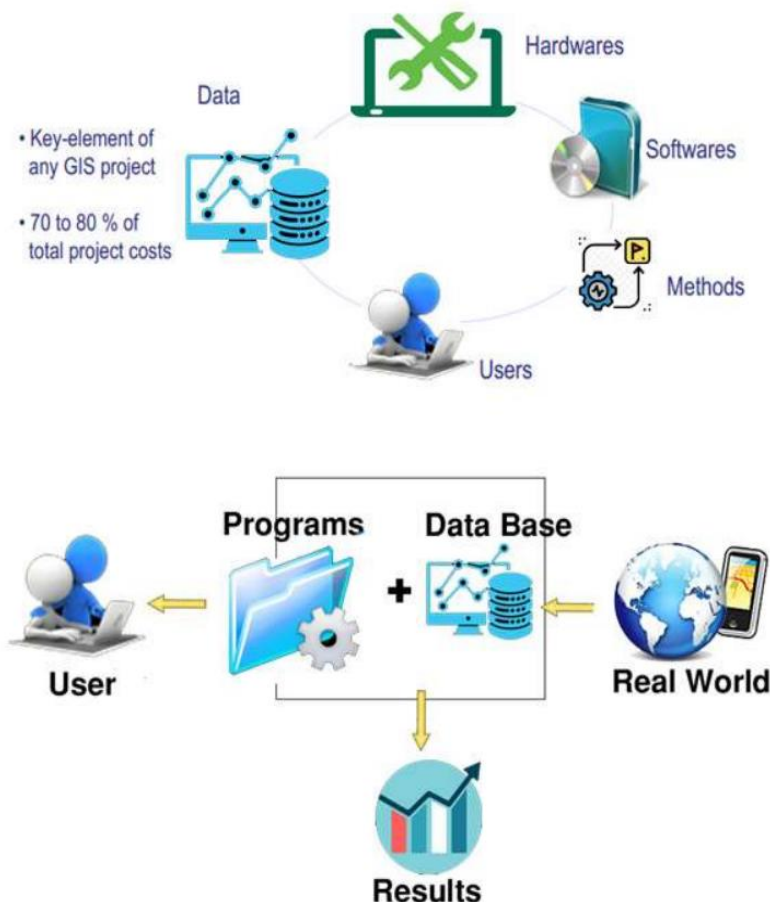 Hardwares
Data
• Key-element of
any GIS project
Softwares
• 70 to 80 % of
total project costs
Methods
Users
Programs
Data Base
+
User
Real World
Results